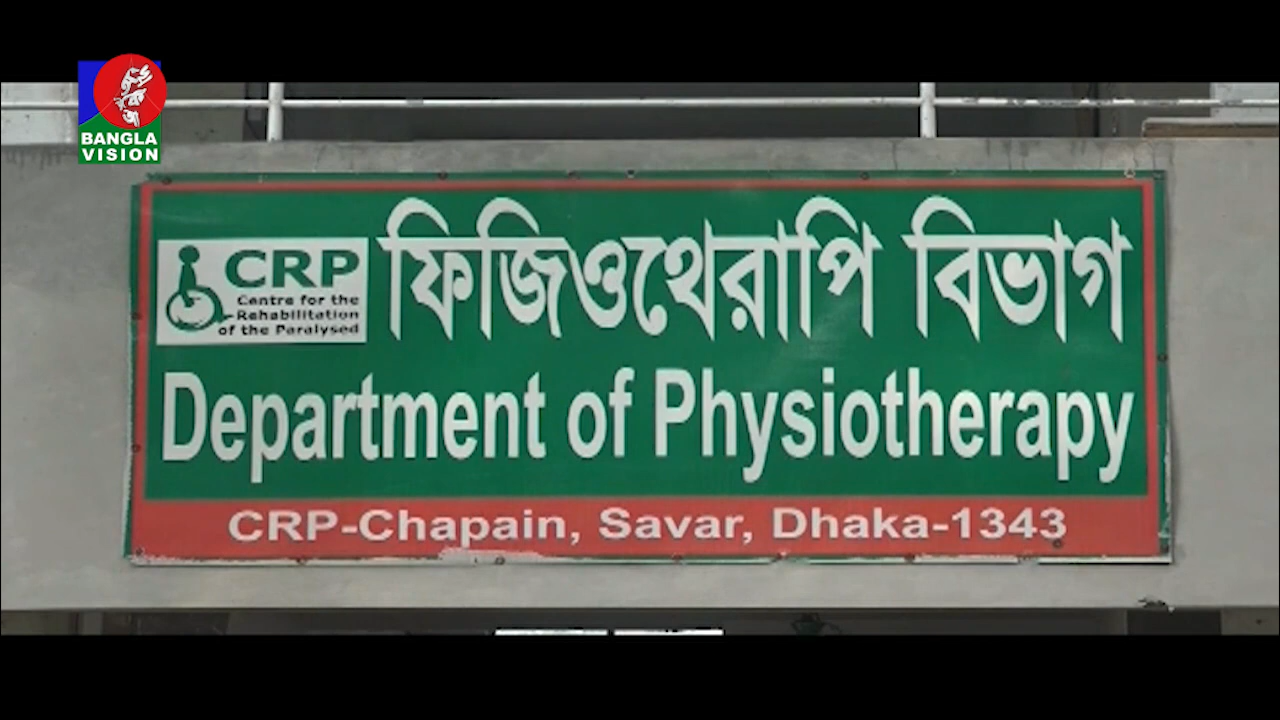 BANGLA
VISION
CRP
Centre for the
Rehabilitation
of the Paralysed
ফিজিওথেরাপি বিভাগ
Department of Physiotherapy
CRP-Chapain, Savar, Dhaka-1343